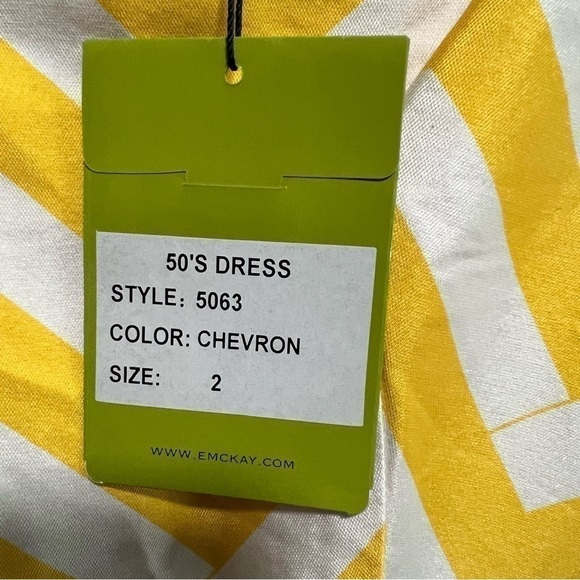 50'S DRESS
STYLE: 5063
COLOR: CHEVRON
SIZE: 2
WWW.EMCKAY.COM